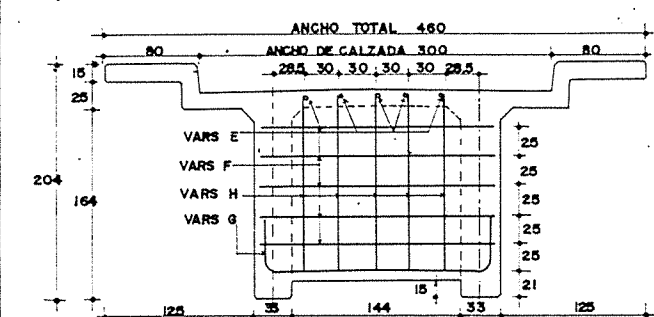 ANCHO TOTAL 460
80 ANCHO DE CALZADA 300 80
28.5 30 30 30 30 28.5
15
25
204
164
VARS E
VARS F
VARS H
VARS G
25
25
25
25
25
21
15
125 35 144 33 125